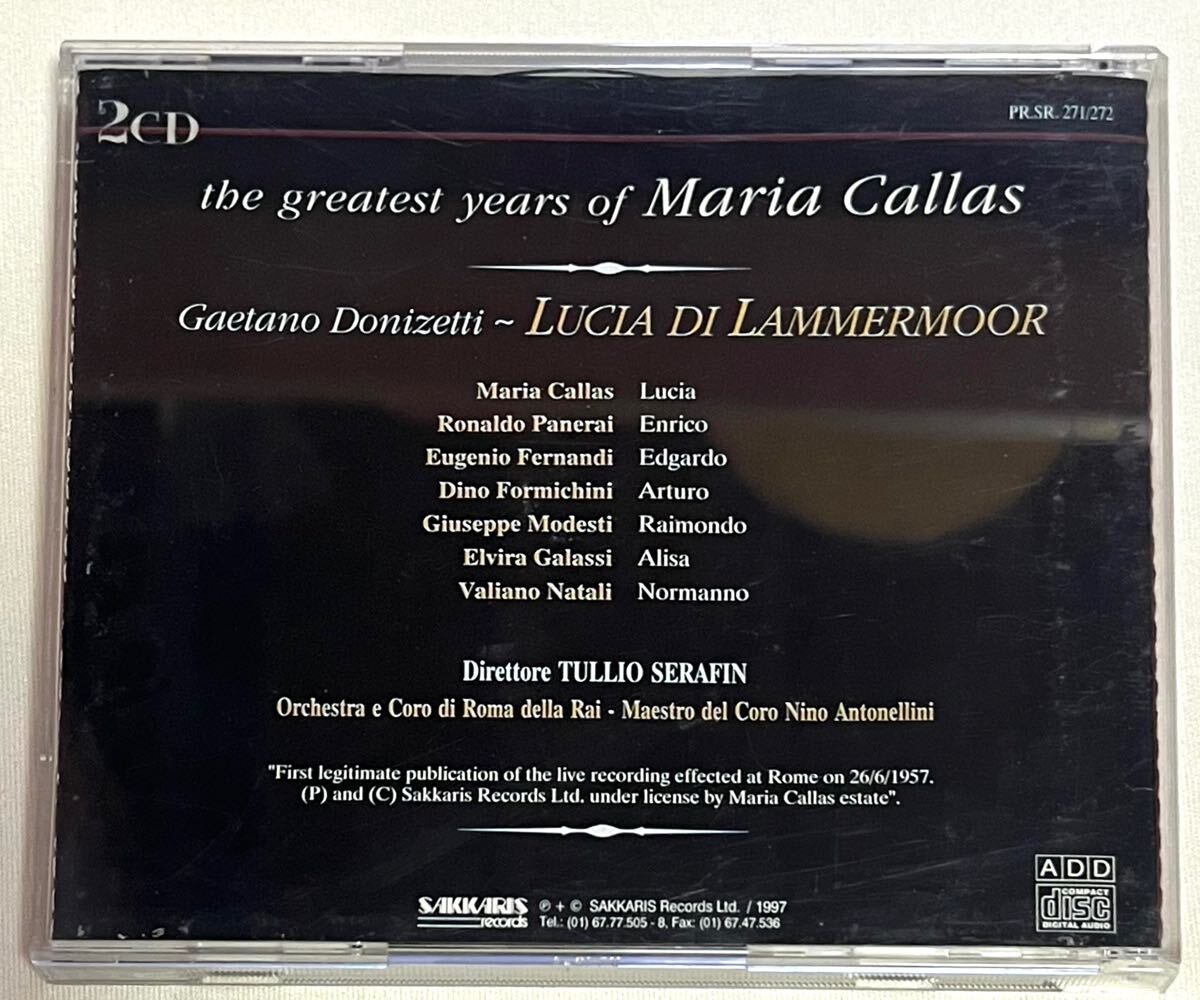 2CD
PR.SR. 271/272
the greatest years of Maria Callas
Gaetano Donizetti ~ LUCIA DI LAMMERMOOR
Maria Callas Lucia
Ronaldo Panerai Enrico
Eugenio Fernandi Edgardo
Dino Formichini Arturo
Giuseppe Modesti Raimondo
Elvira Galassi Alisa
Valiano Natali Normanno
Direttore TULLIO SERAFIN
Orchestra e Coro di Roma della Rai - Maestro del Coro Nino Antonellini
"First legitimate publication of the live recording effected at Rome on 26/6/1957.
(P) and (C) Sakkaris Records Ltd. under license by Maria Callas estate".
ADD
COMPACT
disc
DIGITAL AUDIO
SAKKARIS
records
℗ + © SAKKARIS Records Ltd. / 1997
Tel.: (01) 67.77.505 - 8, Fax: (01) 67.47.536